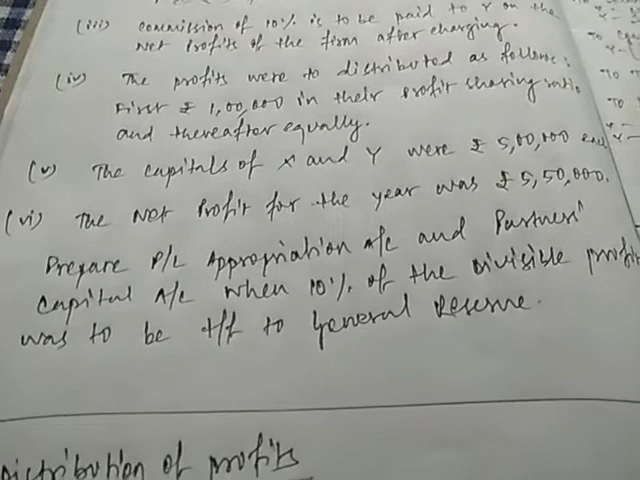 (iii) commission of 10% is to be paid to Y on the
Net Profits of the firm after charging.
(iv) The profits were to distributed as follows:
First ₹ 1,00,000 in their Profit sharing ratio
and thereafter equally.
(v) The capitals of X and Y were ₹ 5,00,000 each
(vi) The Net Profit for the year was ₹ 5,50,000.
Prepare P/L Appropriation A/c and Partners'
Capital A/c when 10% of the Divisible profit
was to be t/f to General Reserve.
Distribution of profits